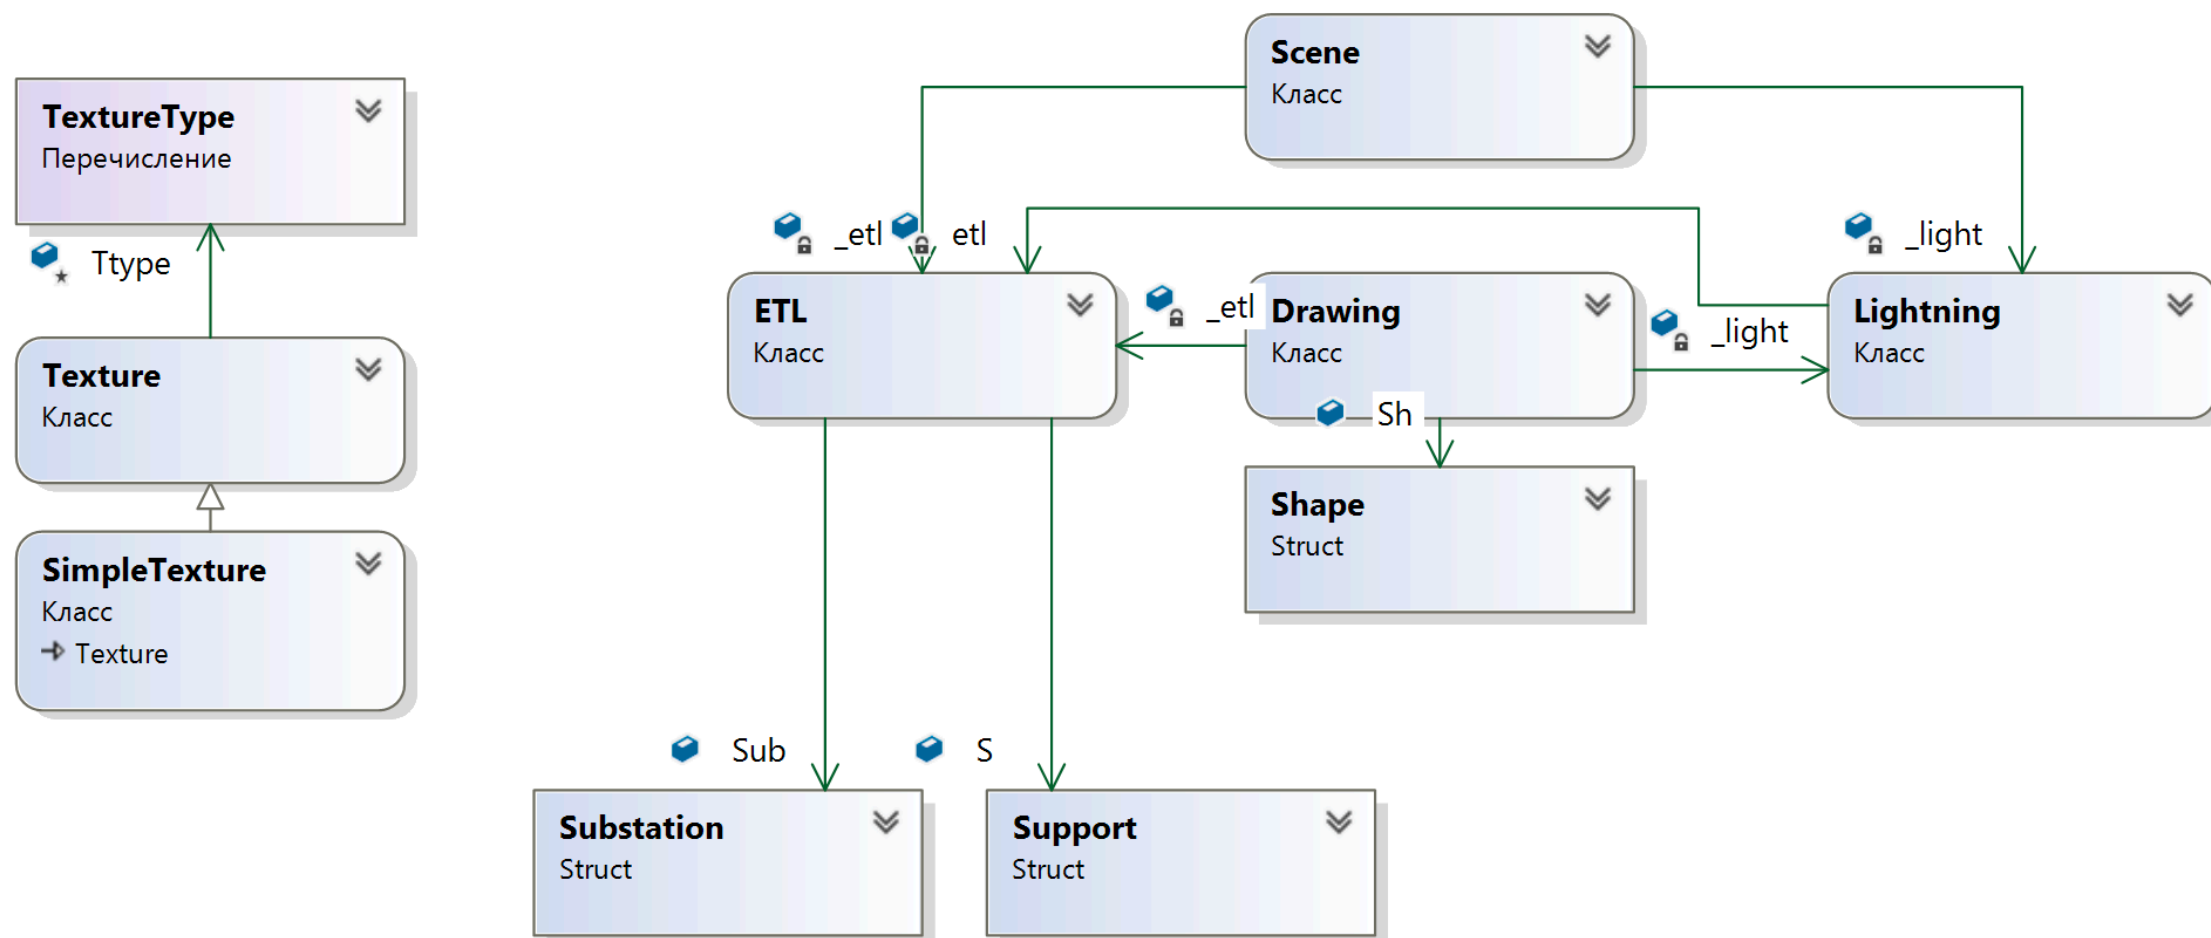 Scene
Класс
TextureType
Перечисление
Ttype
_etl
etl
_light
ETL
Класс
_etl
Drawing
Класс
_light
Lightning
Класс
Texture
Класс
Sh
Shape
Struct
SimpleTexture
Класс
Texture
Sub
S
Substation
Struct
Support
Struct